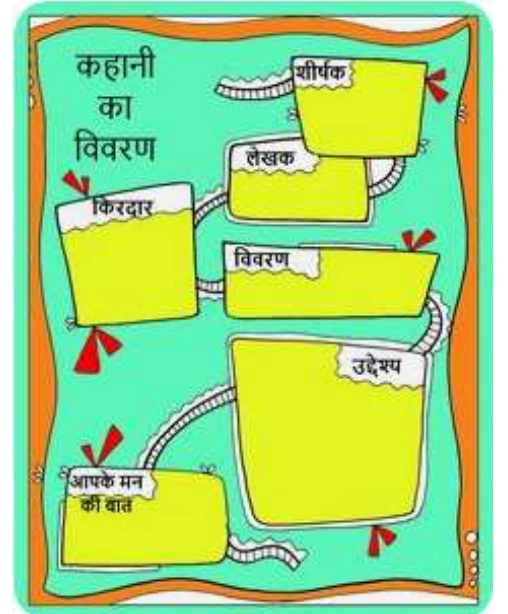 कहानी
का
विवरण
शीर्षक
लेखक
किरदार
विवरण
उद्देश्य
आपके मन
की बात